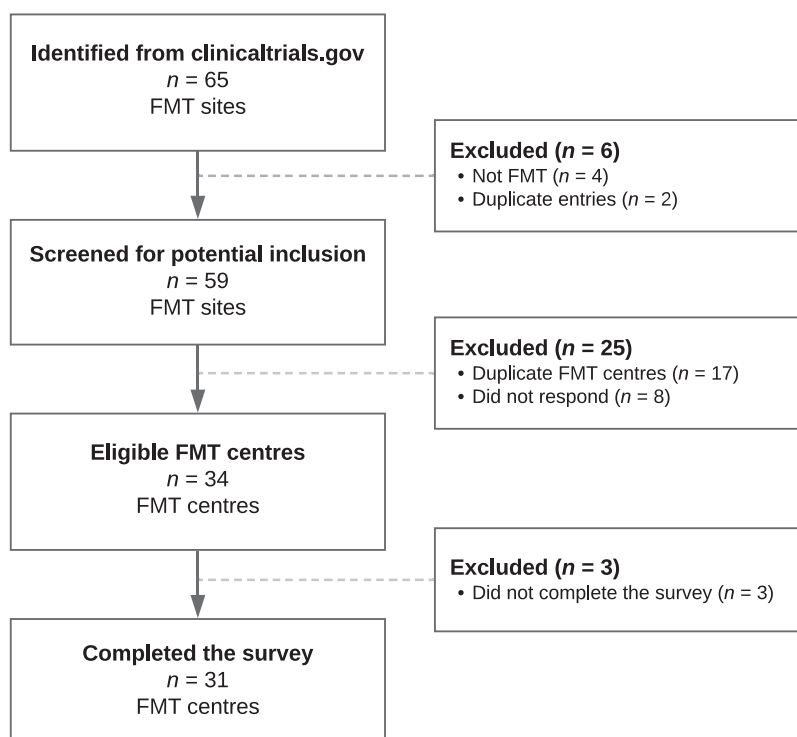 Identified from clinicaltrials.gov
n = 65
FMT sites
Excluded (n = 6)
• Not FMT (n = 4)
• Duplicate entries (n = 2)
Screened for potential inclusion
n = 59
FMT sites
Excluded (n = 25)
• Duplicate FMT centres (n = 17)
• Did not respond (n = 8)
Eligible FMT centres
n = 34
FMT centres
Excluded (n = 3)
• Did not complete the survey (n = 3)
Completed the survey
n = 31
FMT centres